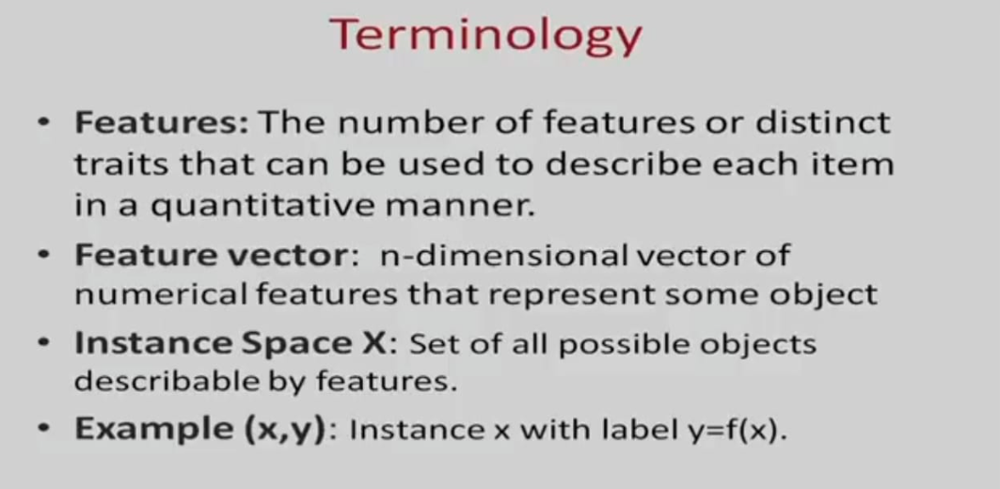 Terminology
• Features: The number of features or distinct
traits that can be used to describe each item
in a quantitative manner.
• Feature vector: n-dimensional vector of
numerical features that represent some object
• Instance Space X: Set of all possible objects
describable by features.
• Example (x,y): Instance x with label y=f(x).